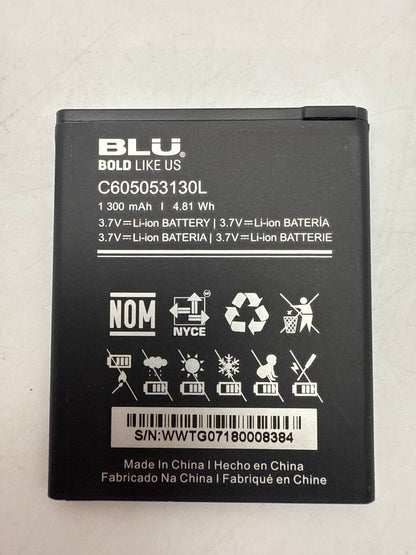 BLU®
BOLD LIKE US
C605053130L
1 300 mAh I 4.81 Wh
3.7V⎓Li-ion BATTERY | 3.7V⎓Li-ion BATERÍA
3.7V⎓Li-ion BATERIA | 3.7V⎓Li-ion BATTERIE
NOM
NYCE
S/N:WWTG07180008384
Made In China I Hecho en China
Fabricado Na China I Fabriqué en Chine